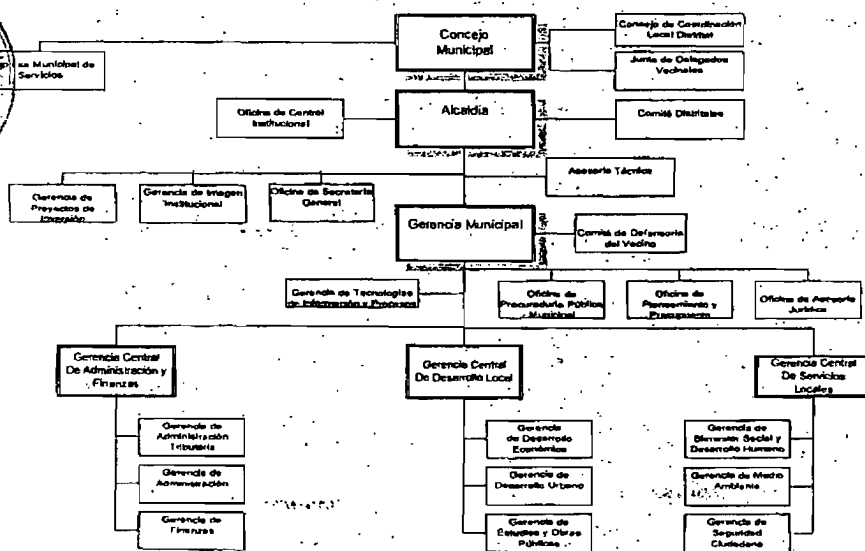 Concejo
Municipal
Concejo de Coordinación
Local Distrital
Junta de Delegados
Vecinales
Municipal de
Servicios
Oficina de Control
Institucional
Alcaldía
Comité Distritales
Asesoría Técnica
Gerencia de
Proyectos de
Inversión
Gerencia de Imagen
Institucional
Oficina de Secretaría
General
Gerencia Municipal
Comité de Defensoría
del Vecino
Gerencia de Tecnologías
de Información y Procesos
Oficina de
Procuraduría Pública
Municipal
Oficina de
Planeamiento y
Presupuesto
Oficina de Asesoría
Jurídica
Gerencia Central
De Administración y
Finanzas
Gerencia Central
De Desarrollo Local
Gerencia Central
De Servicios
Locales
Gerencia de
Administración
Tributaria
Gerencia de
Administración
Gerencia de
Finanzas
Gerencia
de Desarrollo
Económico
Gerencia de
Desarrollo Urbano
Gerencia de
Estudios y Obras
Públicas
Gerencia de
Bienestar Social y
Desarrollo Humano
Gerencia de Medio
Ambiente
Gerencia de
Seguridad
Ciudadana